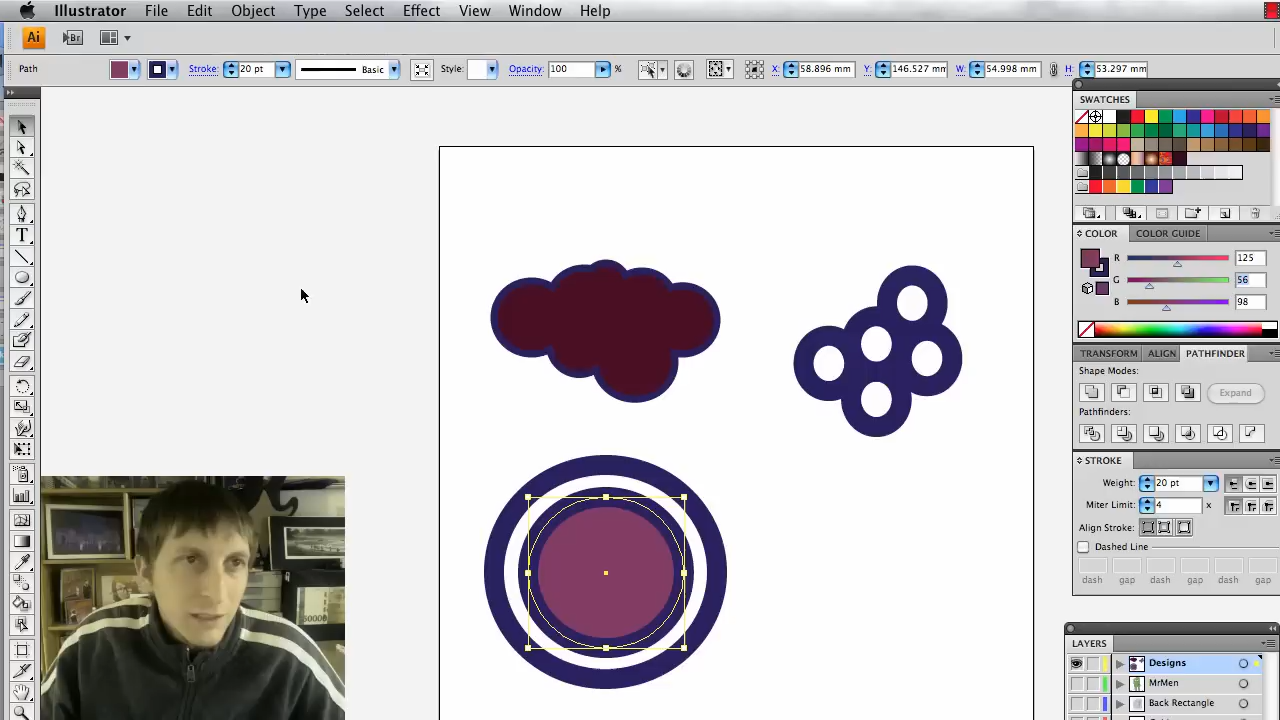 Illustrator File Edit Object Type Select Effect View Window Help
Ai Br
Path Stroke: 20 pt Basic Style: Opacity: 100 % X: 58.896 mm Y: 146.527 mm W: 54.998 mm H: 53.297 mm
SWATCHES
COLOR COLOR GUIDE
R 125
G 56
B 98
TRANSFORM ALIGN PATHFINDER
Shape Modes:
Expand
Pathfinders:
STROKE
Weight: 20 pt
Miter Limit: 4 x
Align Stroke:
Dashed Line
dash gap dash gap dash gap
LAYERS
Designs
MrMen
Back Rectangle